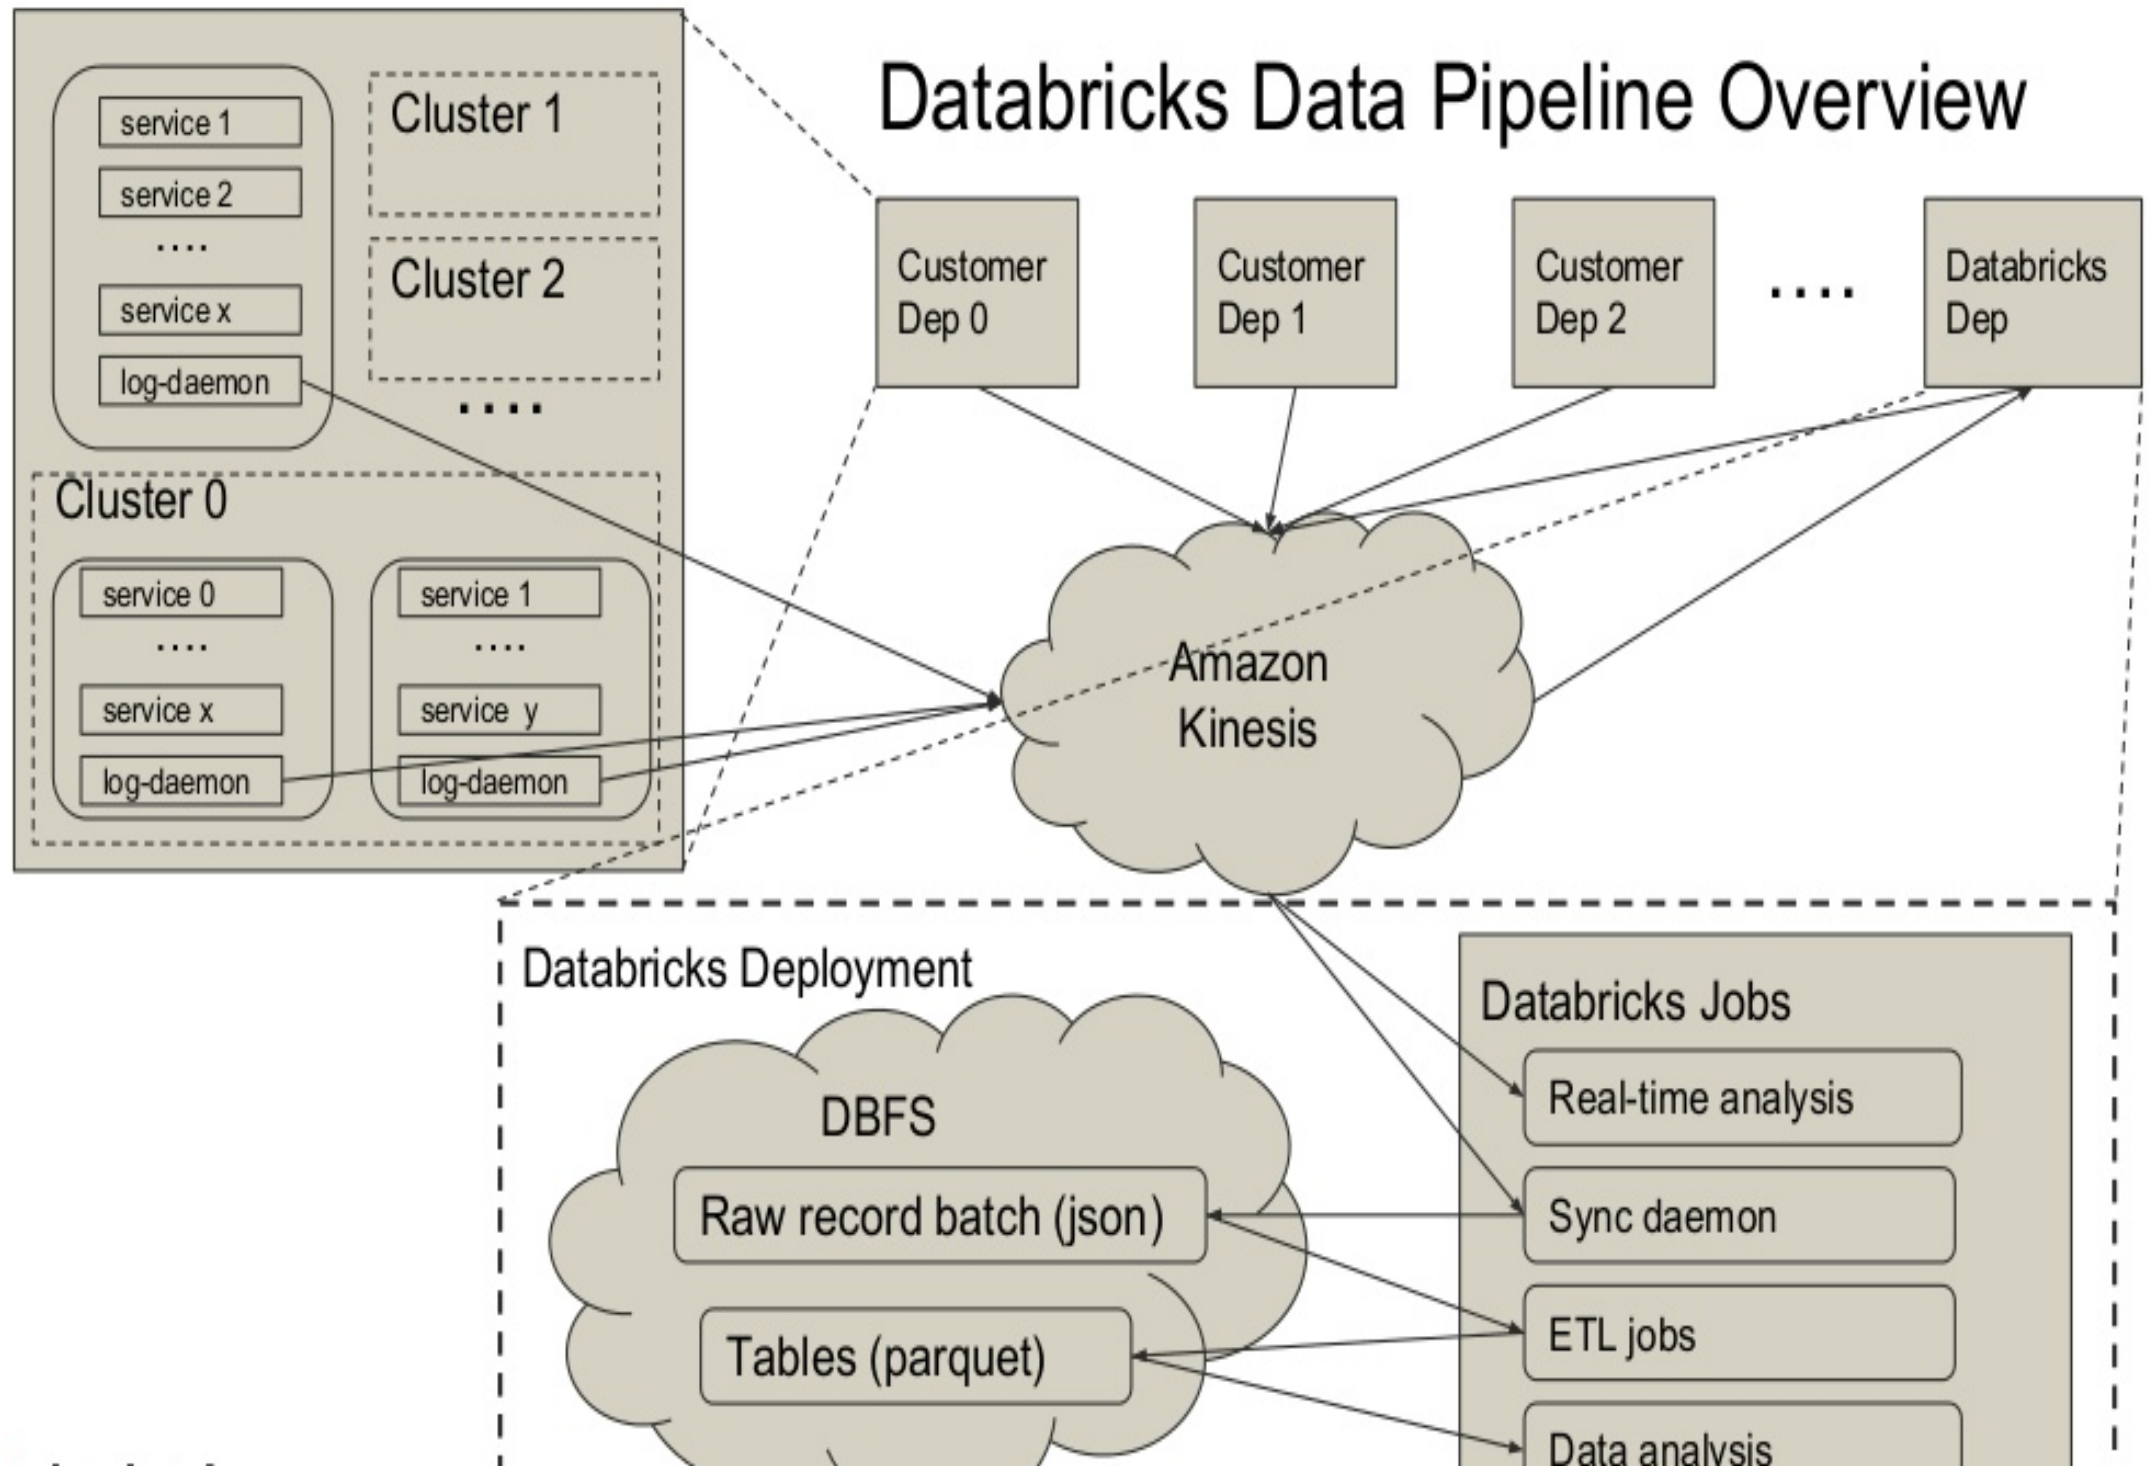 Databricks Data Pipeline Overview
service 1
service 2
....
service x
log-daemon
Cluster 1
Cluster 2
....
Cluster 0
service 0
....
service x
log-daemon
service 1
....
service y
log-daemon
Customer
Dep 0
Customer
Dep 1
Customer
Dep 2
....
Databricks
Dep
Amazon
Kinesis
Databricks Deployment
DBFS
Raw record batch (json)
Tables (parquet)
Databricks Jobs
Real-time analysis
Sync daemon
ETL jobs
Data analysis